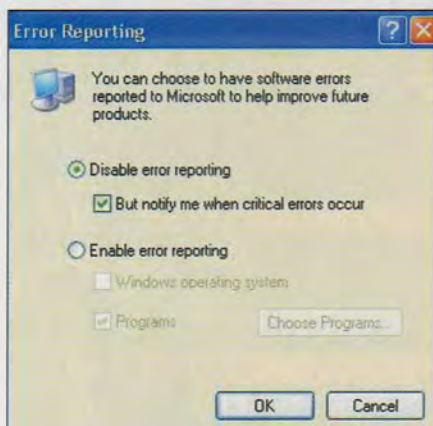 Error Reporting
You can choose to have software errors
reported to Microsoft to help improve future
products.
Disable error reporting
But notify me when critical errors occur
Enable error reporting
Windows operating system
Programs
Choose Programs...
OK
Cancel